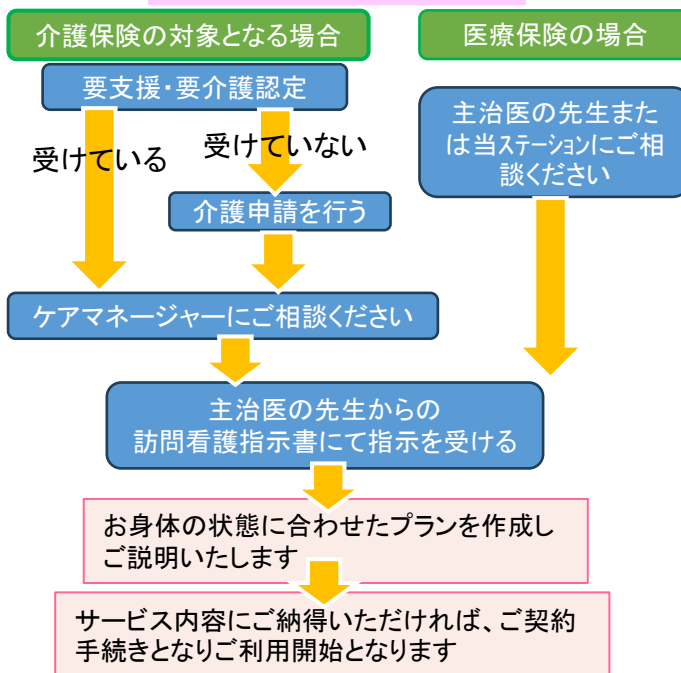 介護保険の対象となる場合
医療保険の場合
要支援・要介護認定
主治医の先生また
は当ステーションにご相
談ください
受けている
受けていない
介護申請を行う
ケアマネージャーにご相談ください
主治医の先生からの
訪問看護指示書にて指示を受ける
お身体の状態に合わせたプランを作成し
ご説明いたします
サービス内容にご納得いただければ、ご契約
手続きとなりご利用開始となります